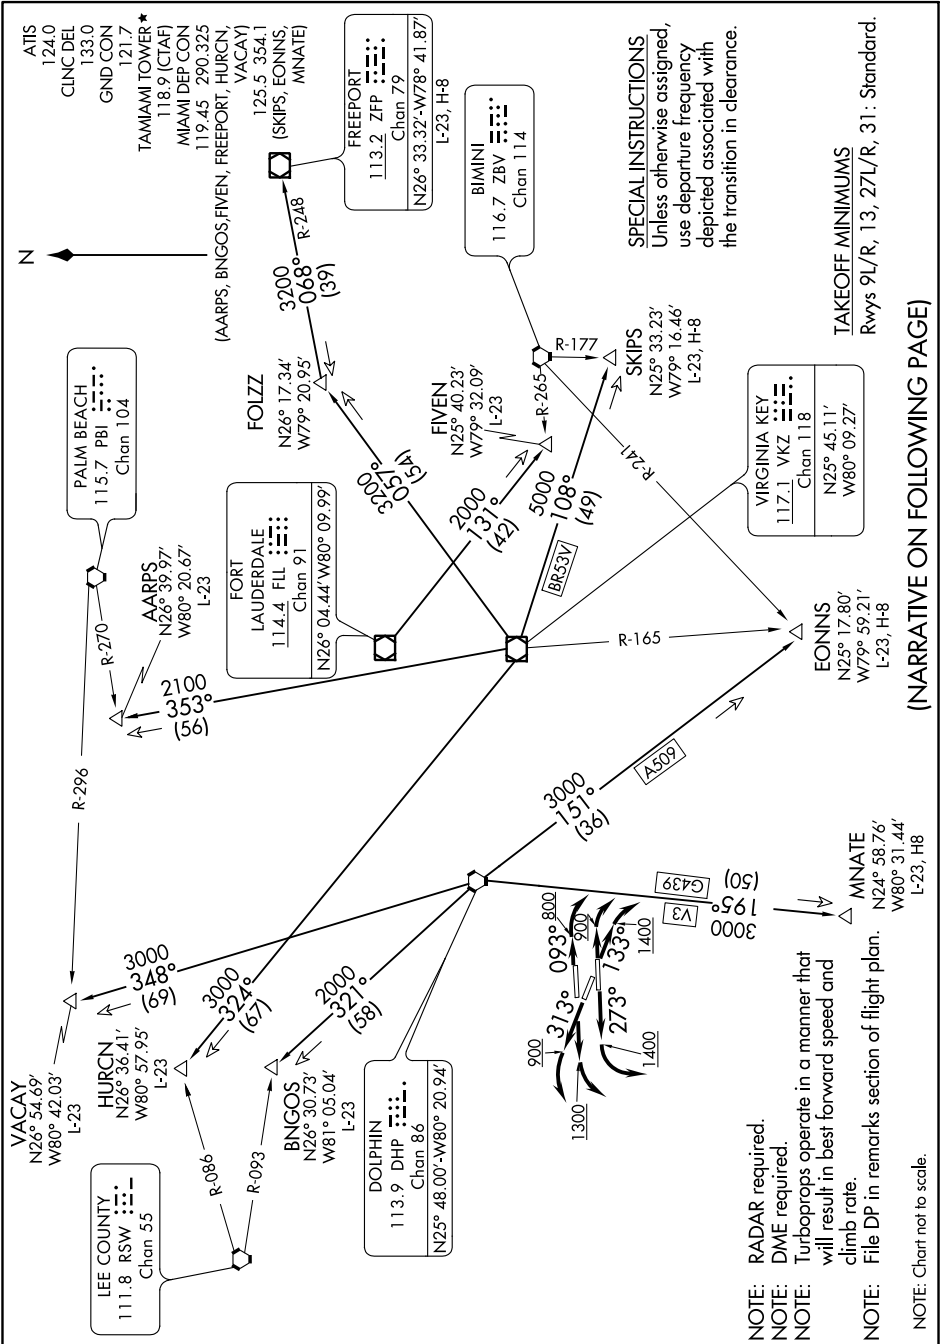 ATIS
124.0
CLNC DEL
133.0
GND CON
121.7
TAMIAMI TOWER★
118.9 (CTAF)
MIAMI DEP CON
119.45 290.325
(AARPS, BNGOS,FIVEN, FREEPORT, HURCN,
VACAY)
125.5 354.1
(SKIPS, EONNS,
MNATE)
N
FREEPORT
113.2 ZFP
Chan 79
N26° 33.32'-W78° 41.87'
L-23, H-8
R-248
3200
068°
(39)
FOLZZ
N26° 17.34'
W79° 20.95'
BIMINI
116.7 ZBV
Chan 114
SPECIAL INSTRUCTIONS
Unless otherwise assigned,
use departure frequency
depicted associated with
the transition in clearance.
TAKEOFF MINIMUMS
Rwys 9L/R, 13, 27L/R, 31: Standard.
PALM BEACH
115.7 PBI
Chan 104
R-270
R-296
AARPS
N26° 39.97'
W80° 20.67'
L-23
FORT
LAUDERDALE
114.4 FLL
Chan 91
N26° 04.44'W80° 09.99'
3200
057°
(54)
FIVEN
N25° 40.23'
W79° 32.09'
L-23
R-265
R-177
R-241
SKIPS
N25° 33.23'
W79° 16.46'
L-23, H-8
2000
131°
(42)
5000
108°
(49)
BR53V
VIRGINIA KEY
117.1 VKZ
Chan 118
N25° 45.11'
W80° 09.27'
2100
353°
(56)
R-165
EONNS
N25° 17.80'
W79° 59.21'
L-23, H-8
3000
151°
(36)
A509
VACAY
N26° 54.69'
W80° 42.03'
L-23
3000
348°
(69)
HURCN
N26° 36.41'
W80° 57.95'
L-23
3000
324°
(67)
BNGOS
N26° 30.73'
W81° 05.04'
L-23
2000
321°
(58)
LEE COUNTY
111.8 RSW
Chan 55
R-086
R-093
DOLPHIN
113.9 DHP
Chan 86
N25° 48.00'-W80° 20.94'
G439
V3
(50)
195°
3000
MNATE
N24° 58.76'
W80° 31.44'
L-23, H8
900
313°
093°
800
900
1300
273°
133°
1400
1400
NOTE: RADAR required.
NOTE: DME required.
NOTE: Turboprops operate in a manner that
will result in best forward speed and
climb rate.
NOTE: File DP in remarks section of flight plan.
NOTE: Chart not to scale.
(NARRATIVE ON FOLLOWING PAGE)